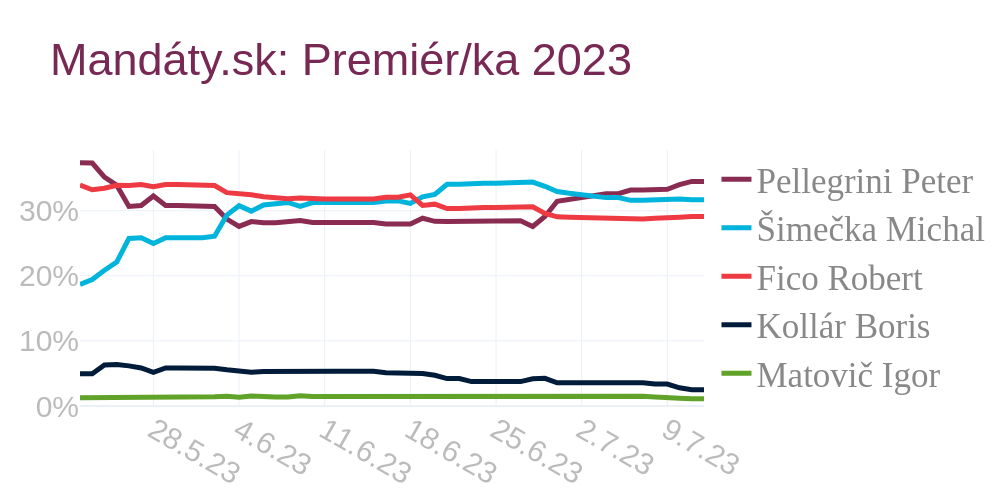 Mandáty.sk: Premiér/ka 2023
30%
20%
10%
0%
28.5.23
4.6.23
11.6.23
18.6.23
25.6.23
2.7.23
9.7.23
Pellegrini Peter
Šimečka Michal
Fico Robert
Kollár Boris
Matovič Igor